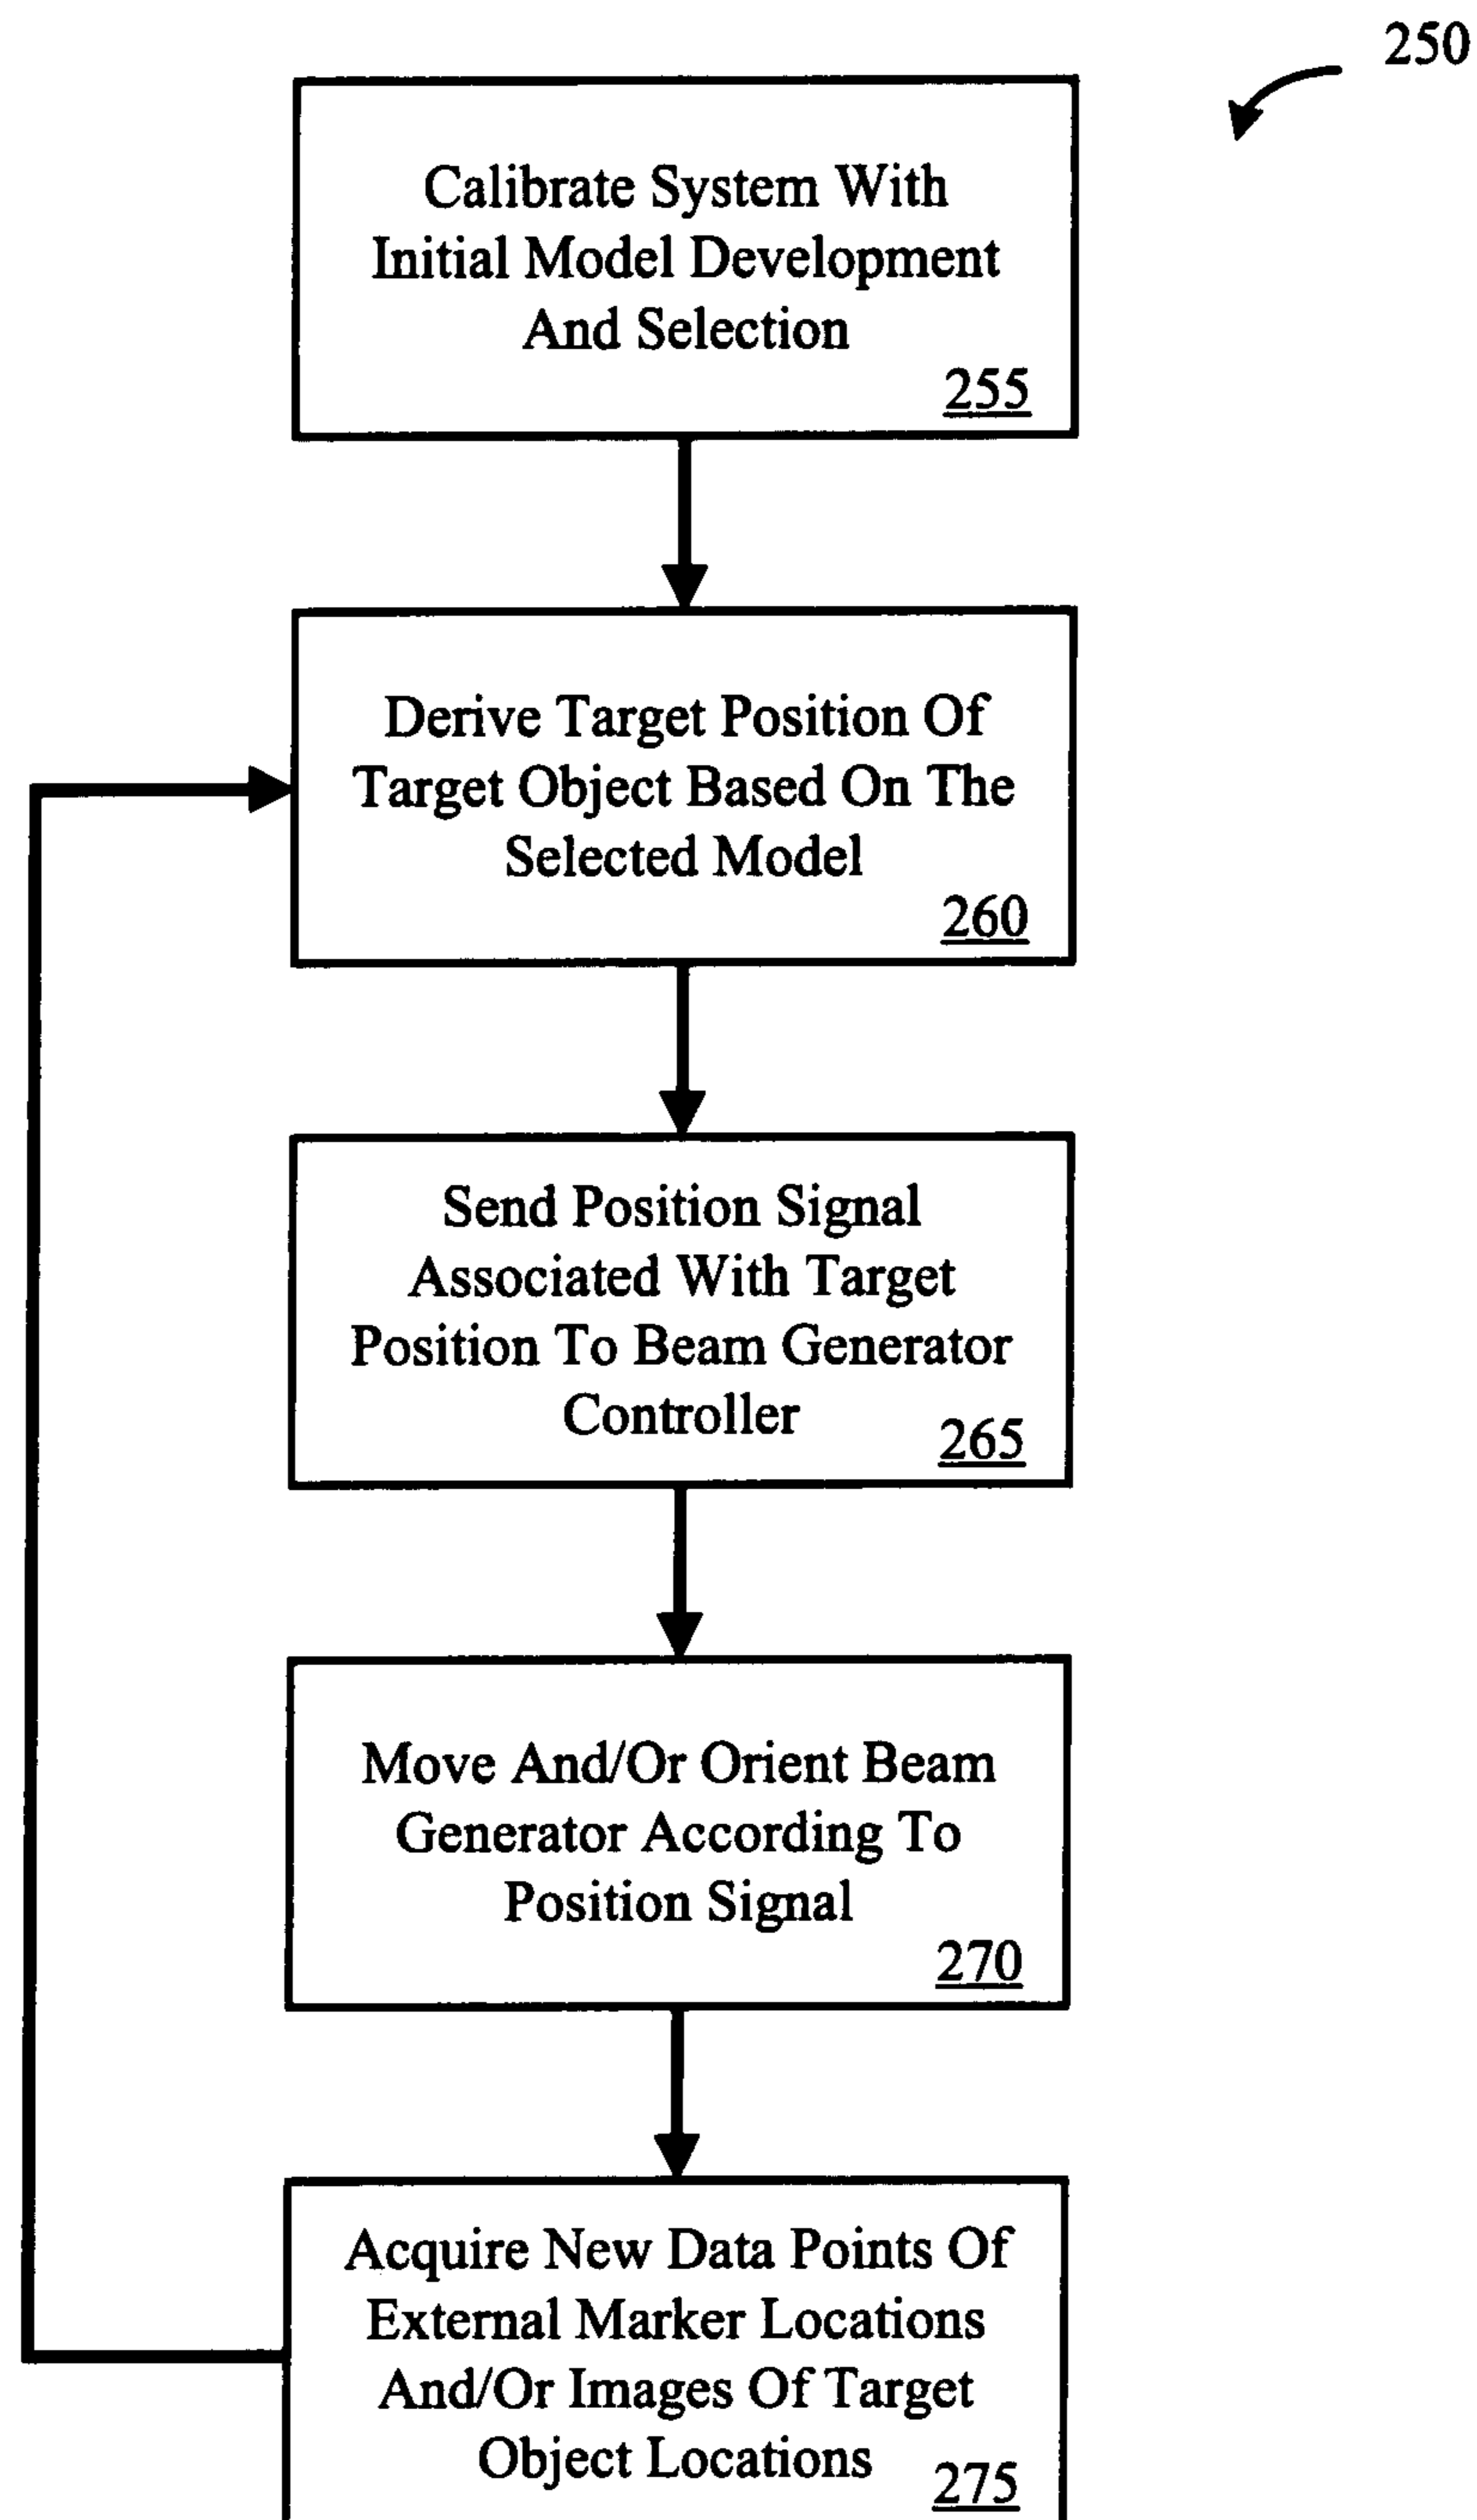 250
Calibrate System With
Initial Model Development
And Selection
255
Derive Target Position Of
Target Object Based On The
Selected Model
260
Send Position Signal
Associated With Target
Position To Beam Generator
Controller
265
Move And/Or Orient Beam
Generator According To
Position Signal
270
Acquire New Data Points Of
External Marker Locations
And/Or Images Of Target
Object Locations
275